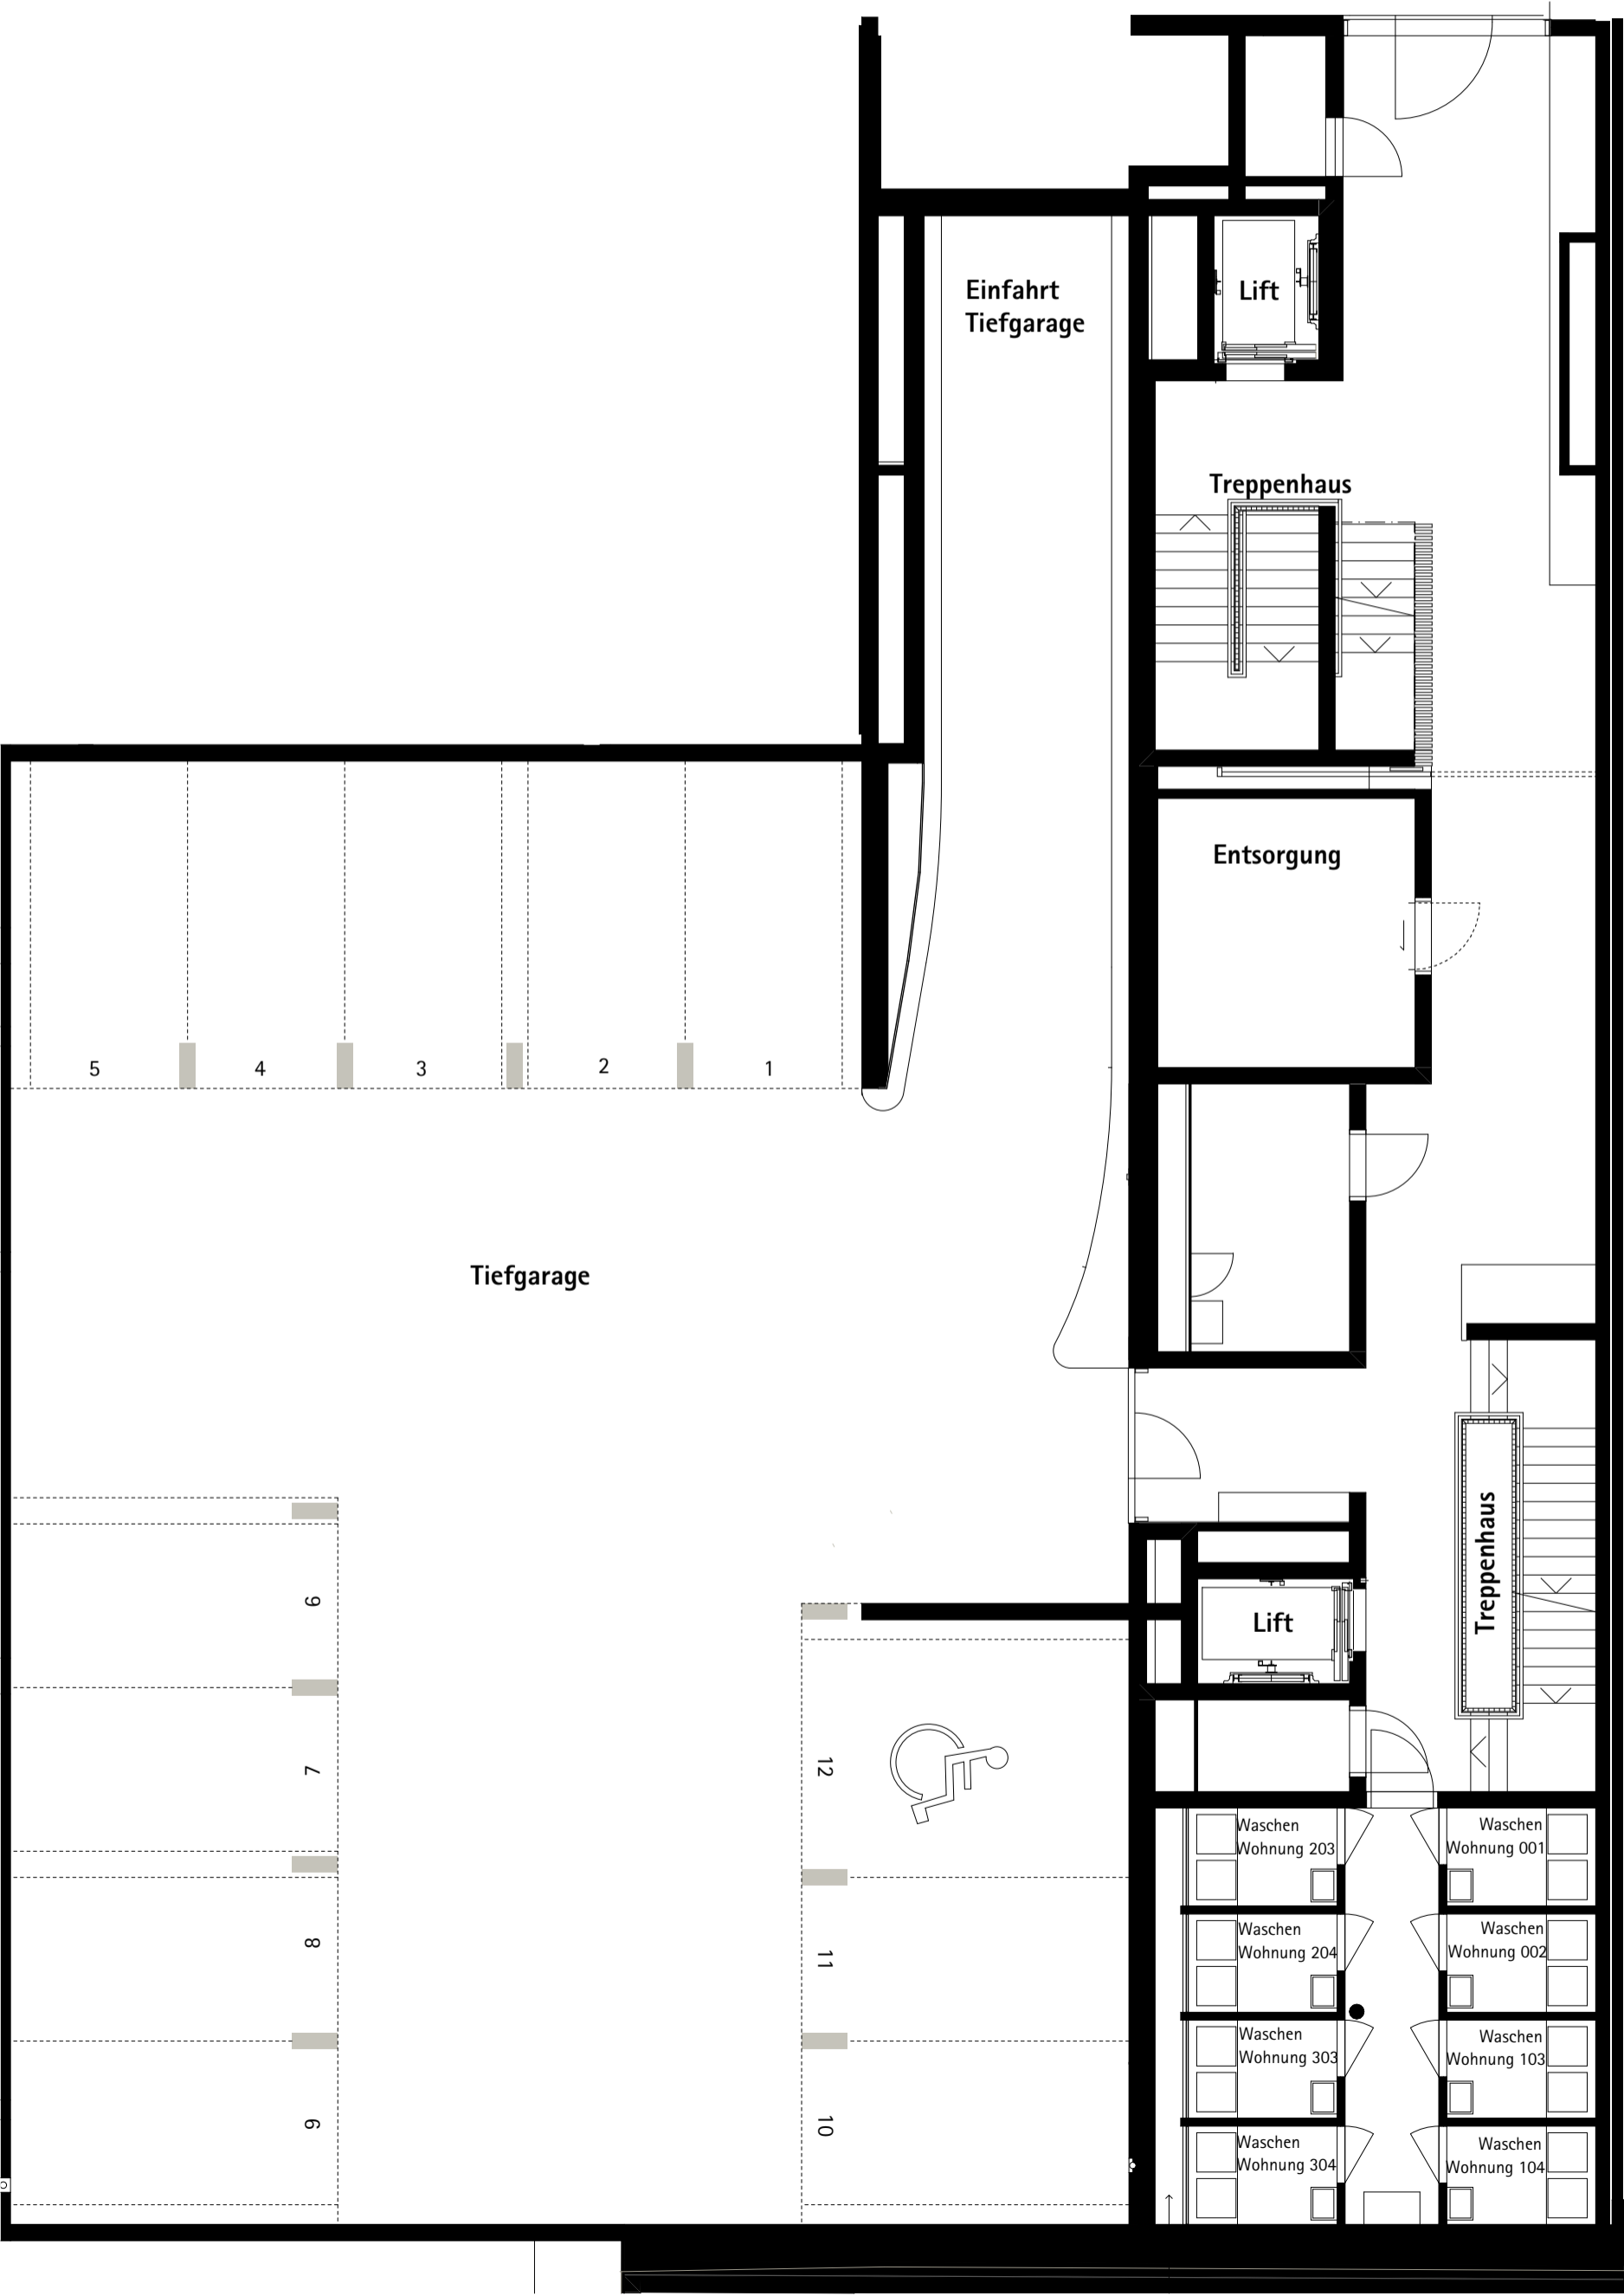 Einfahrt
Tiefgarage
Lift
Treppenhaus
Entsorgung
5
4
3
2
1
Tiefgarage
6
7
8
9
12
11
10
Lift
Treppenhaus
Waschen
Wohnung 203
Waschen
Wohnung 001
Waschen
Wohnung 204
Waschen
Wohnung 002
Waschen
Wohnung 303
Waschen
Wohnung 103
Waschen
Wohnung 304
Waschen
Wohnung 104